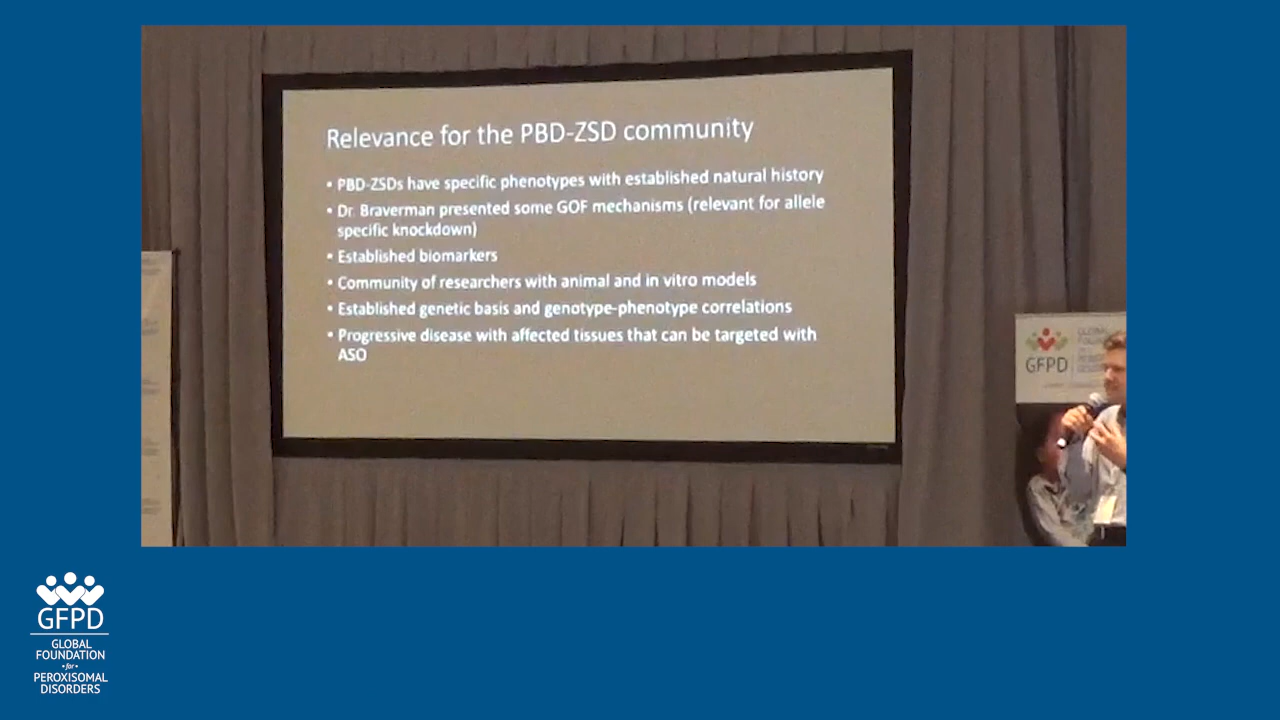 Relevance for the PBD-ZSD community
• PBD-ZSDs have specific phenotypes with established natural history
• Dr. Braverman presented some GOF mechanisms (relevant for allele
specific knockdown)
• Established biomarkers
• Community of researchers with animal and in vitro models
• Established genetic basis and genotype-phenotype correlations
• Progressive disease with affected tissues that can be targeted with
ASO
GFPD
GLOBAL
GFPD
GLOBAL
FOUNDATION
•for•
PEROXISOMAL
DISORDERS